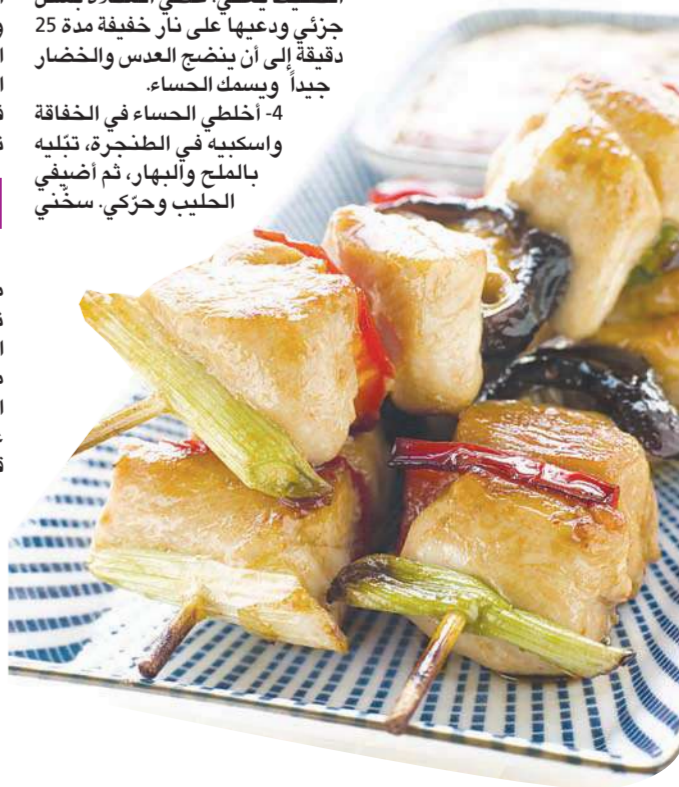 جزئي ودعيها على نار خفيفة مدة 25
دقيقة إلى أن ينضج العدس والخضار
جيداً ويسمك الحساء.
4- أخلطي الحساء في الخفاقة
واسكبيه في الطنجرة، تبّليه
بالملح والبهار، ثم أضيفي
الحليب وحرّكي. سخّني